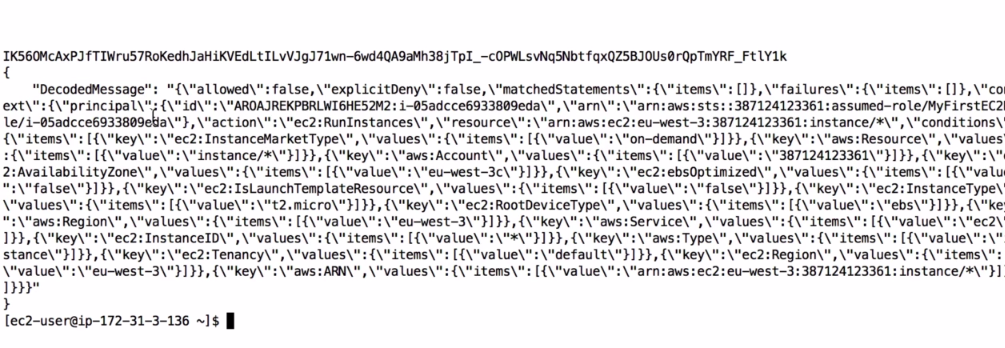 IK56OMcAxPJfTIWru57RoKedhJaHiKVEdLtILvVJgJ71wn-6wd4QA9aMh38jTpI_-cOPWLsvNq5NbtfqxQZ5BJOUs0rQpTmYRF_FtlY1k
{
    "DecodedMessage": "{\"allowed\":false,\"explicitDeny\":false,\"matchedStatements\":{\"items\":[]},\"failures\":{\"items\":[]},\"con
ext\":{\"principal\":{\"id\":\"AROAJREKPBRLWI6HE52M2:i-05adcce6933809eda\",\"arn\":\"arn:aws:sts::387124123361:assumed-role/MyFirstEC2
le/i-05adcce6933809eda\"},\"action\":\"ec2:RunInstances\",\"resource\":\"arn:aws:ec2:eu-west-3:387124123361:instance/*\",\"conditions\
{\"items\":[{\"key\":\"ec2:InstanceMarketType\",\"values\":{\"items\":[{\"value\":\"on-demand\"}]}},{\"key\":\"aws:Resource\",\"values
:{\"items\":[{\"value\":\"instance/*\"}]}},{\"key\":\"aws:Account\",\"values\":{\"items\":[{\"value\":\"387124123361\"}]}},{\"key\":\"
2:AvailabilityZone\",\"values\":{\"items\":[{\"value\":\"eu-west-3c\"}]}},{\"key\":\"ec2:ebsOptimized\",\"values\":{\"items\":[{\"valu
\":\"false\"}]}},{\"key\":\"ec2:IsLaunchTemplateResource\",\"values\":{\"items\":[{\"value\":\"false\"}]}},{\"key\":\"ec2:InstanceType\
\"values\":{\"items\":[{\"value\":\"t2.micro\"}]}},{\"key\":\"ec2:RootDeviceType\",\"values\":{\"items\":[{\"value\":\"ebs\"}]}},{\"key
\":\"aws:Region\",\"values\":{\"items\":[{\"value\":\"eu-west-3\"}]}},{\"key\":\"aws:Service\",\"values\":{\"items\":[{\"value\":\"ec2\
]}},{\"key\":\"ec2:InstanceID\",\"values\":{\"items\":[{\"value\":\"*\"}]}},{\"key\":\"aws:Type\",\"values\":{\"items\":[{\"value\":\"i
stance\"}]}},{\"key\":\"ec2:Tenancy\",\"values\":{\"items\":[{\"value\":\"default\"}]}},{\"key\":\"ec2:Region\",\"values\":{\"items\":
\"value\":\"eu-west-3\"}]}},{\"key\":\"aws:ARN\",\"values\":{\"items\":[{\"value\":\"arn:aws:ec2:eu-west-3:387124123361:instance/*\"}]
]}}}"
}
[ec2-user@ip-172-31-3-136 ~]$